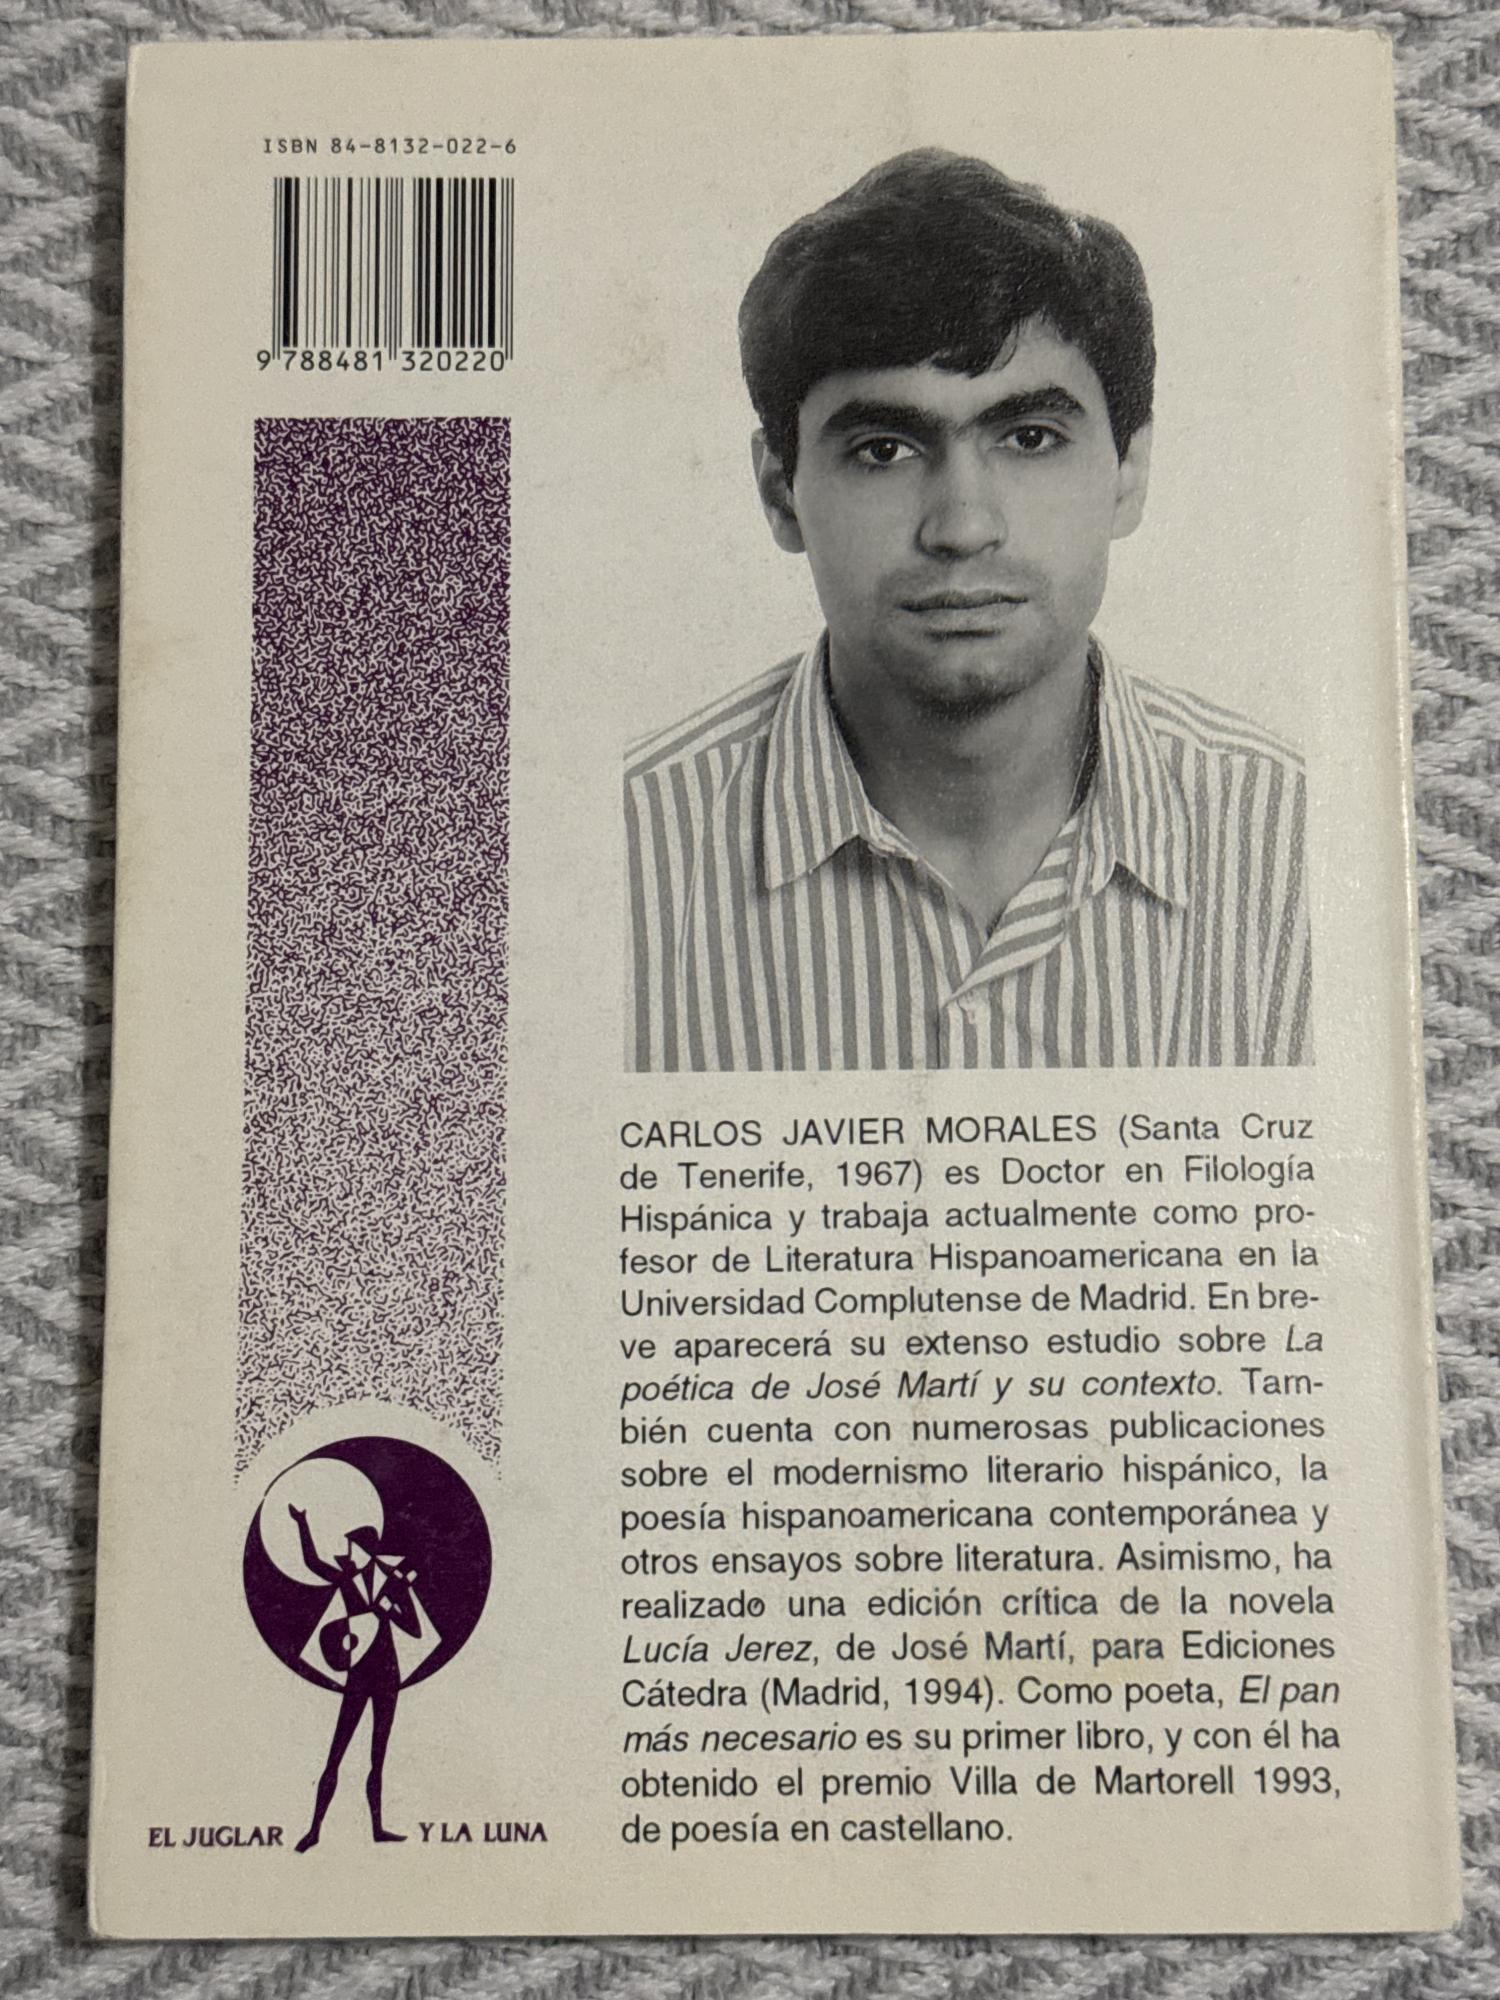 ISBN 84-8132-022-6
9 788481 320220
CARLOS JAVIER MORALES (Santa Cruz
de Tenerife, 1967) es Doctor en Filología
Hispánica y trabaja actualmente como pro-
fesor de Literatura Hispanoamericana en la
Universidad Complutense de Madrid. En bre-
ve aparecerá su extenso estudio sobre La
poética de José Martí y su contexto. Tam-
bién cuenta con numerosas publicaciones
sobre el modernismo literario hispánico, la
poesía hispanoamericana contemporánea y
otros ensayos sobre literatura. Asimismo, ha
realizado una edición crítica de la novela
Lucía Jerez, de José Martí, para Ediciones
Cátedra (Madrid, 1994). Como poeta, El pan
más necesario es su primer libro, y con él ha
obtenido el premio Villa de Martorell 1993,
de poesía en castellano.
EL JUGLAR Y LA LUNA